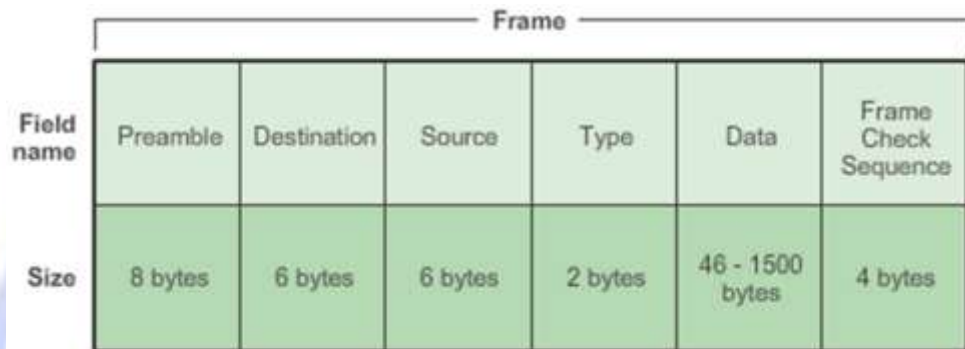 Frame
Field name
Preamble
Destination
Source
Type
Data
Frame Check Sequence
Size
8 bytes
6 bytes
6 bytes
2 bytes
46 - 1500 bytes
4 bytes